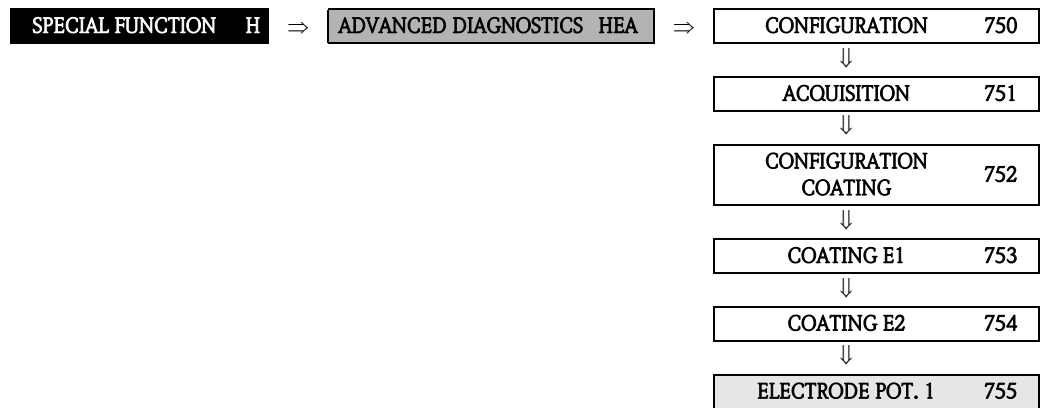 SPECIAL FUNCTION H ⇒ ADVANCED DIAGNOSTICS HEA ⇒ CONFIGURATION 750
⇓
ACQUISITION 751
⇓
CONFIGURATION
COATING 752
⇓
COATING E1 753
⇓
COATING E2 754
⇓
ELECTRODE POT. 1 755